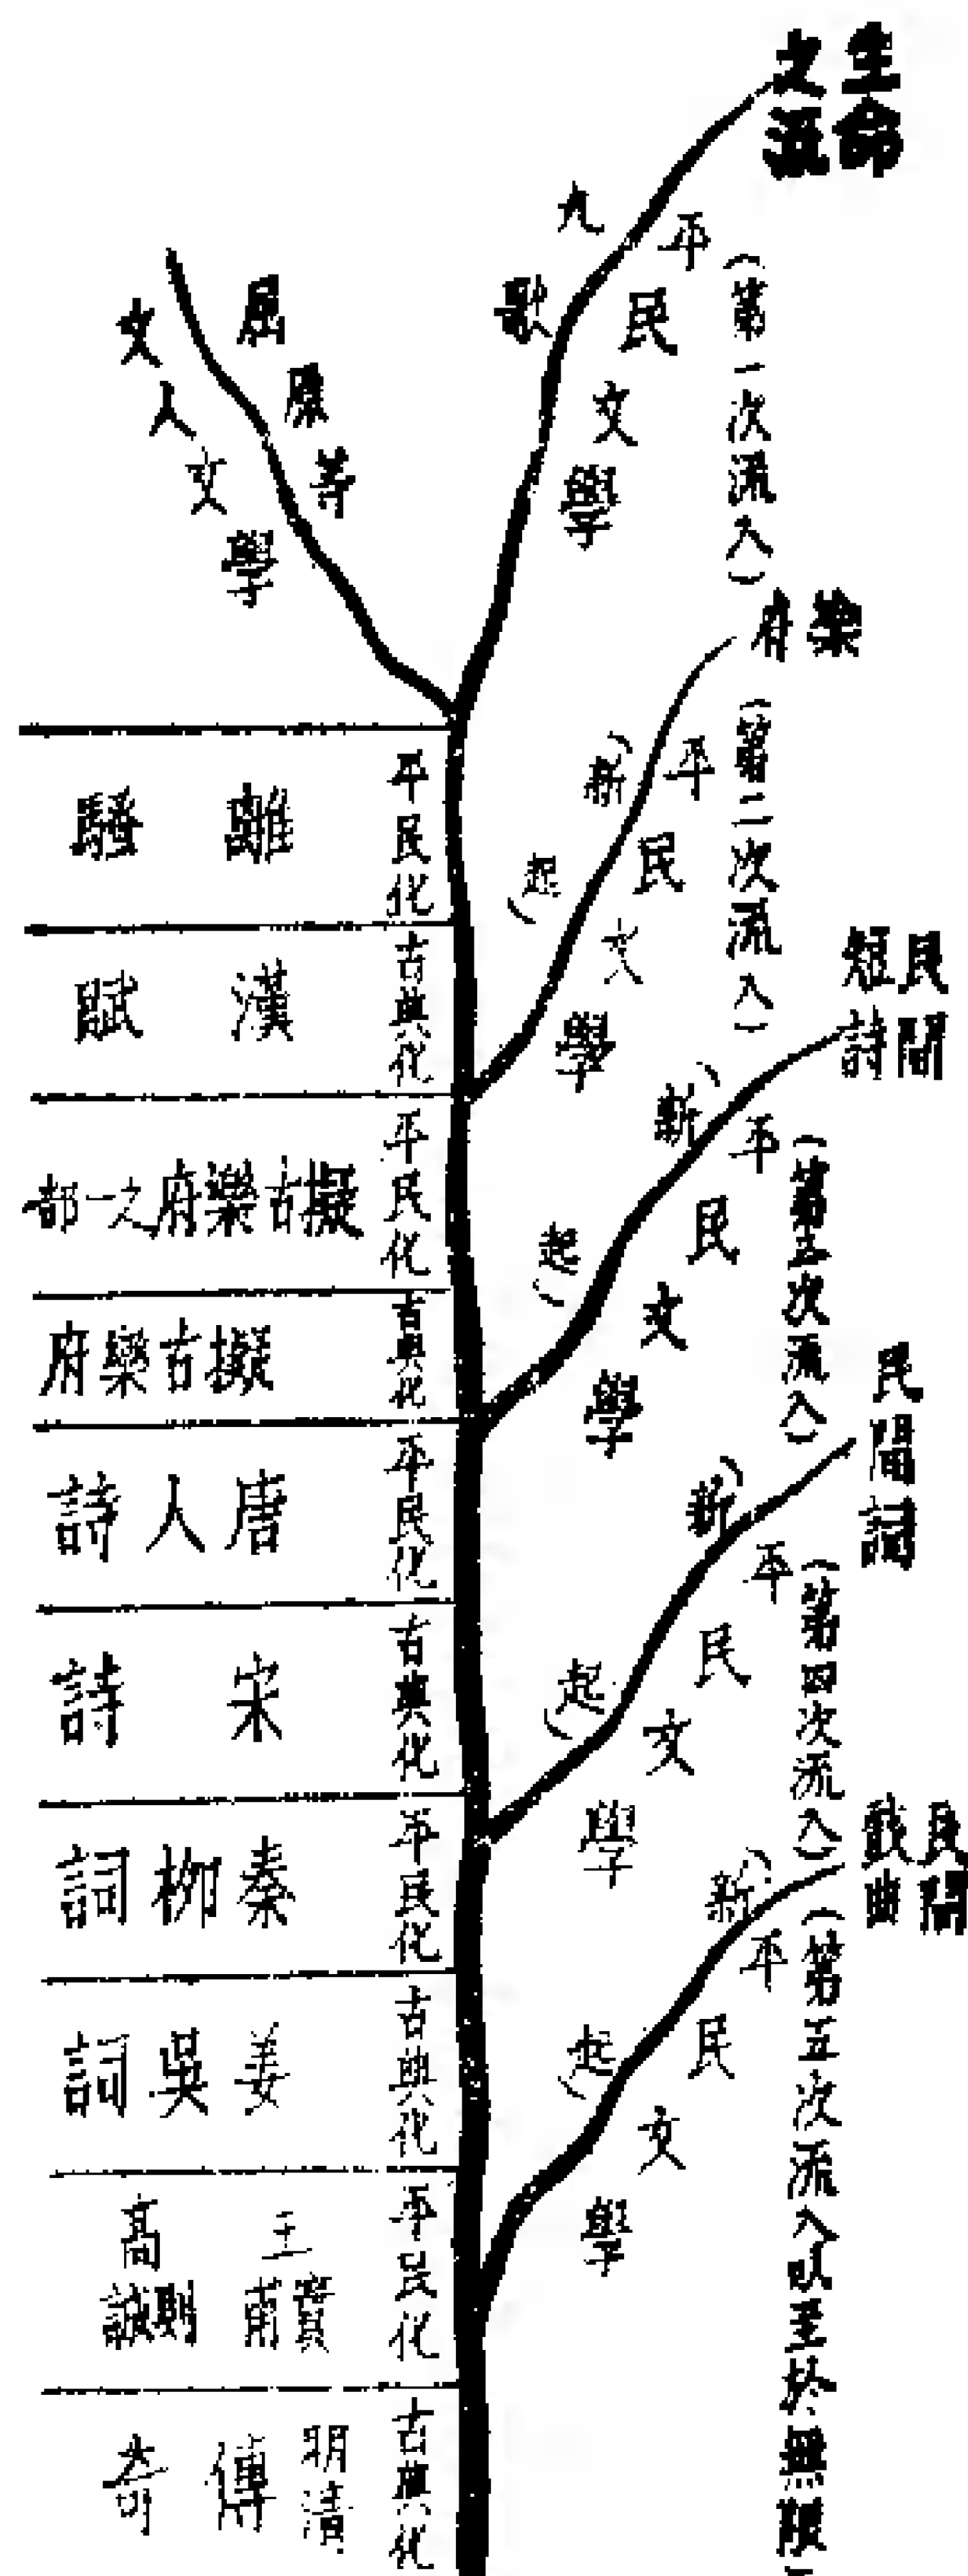 生命之流
九歌
平民文學
(第一次流入)
屈原等
文人文學
樂府
(新起)
平民文學
(第二次流入)
民間短詩
(新起)
平民文學
(第三次流入)
民間詞
(新起)
平民文學
(第四次流入)
民間戲曲
(新起)
平民文學
(第五次流入以至於無限
平民化
離騷
古典化
漢賦
平民化
擬古樂府之一部
古典化
擬古樂府
平民化
唐人詩
古典化
宋詩
平民化
秦柳詞
古典化
姜吳詞
平民化
王實甫
高則誠
古典化
明清傳奇